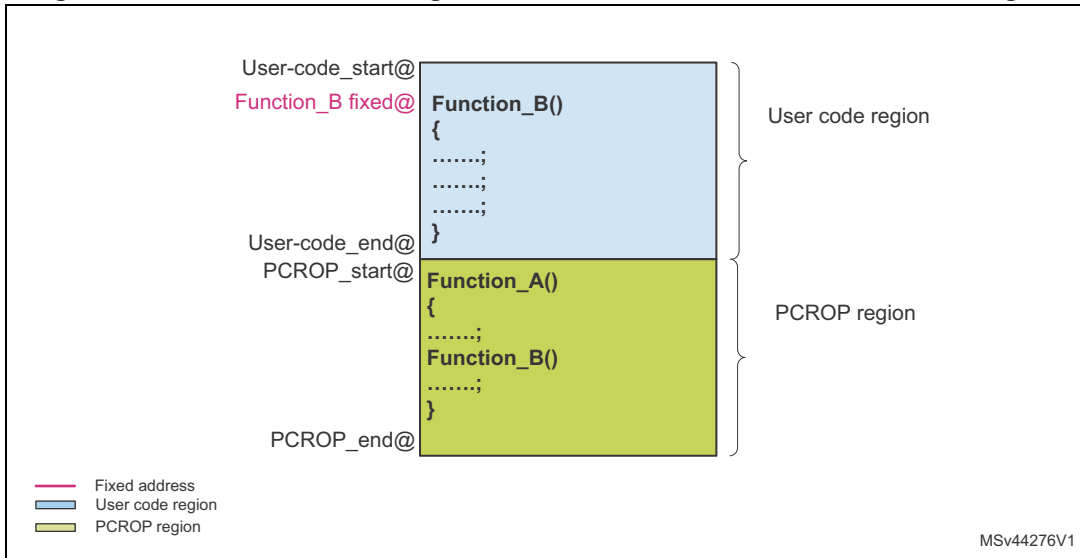 User-code_start@
Function_B fixed@
Function_B()
{
.......;
.......;
.......;
}
User-code_end@
User code region
PCROP_start@
Function_A()
{
.......;
Function_B()
.......;
}
PCROP_end@
PCROP region
Fixed address
User code region
PCROP region
MSv44276V1